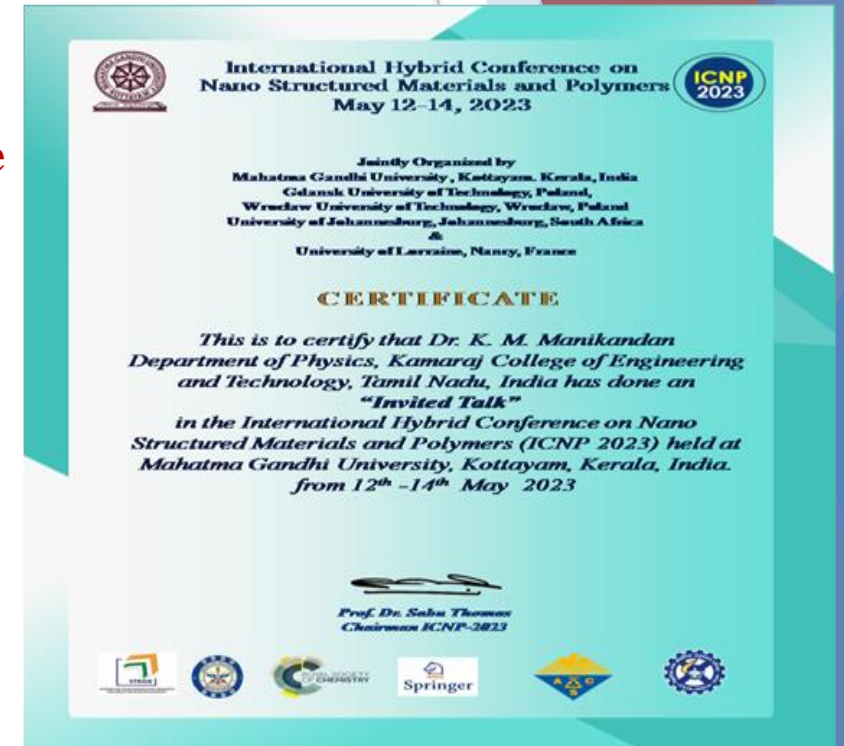 e
International Hybrid Conference on
Nano Structured Materials and Polymers
May 12-14, 2023
ICNP
2023
Jointly Organized by
Mahatma Gandhi University, Kottayam. Kerala, India
Gdansk University of Technology, Poland,
Wroclaw University of Technology, Wroclaw, Poland
University of Johannesburg, Johannesburg, South Africa
&
University of Lorraine, Nancy, France
CERTIFICATE
This is to certify that Dr. K. M. Manikandan
Department of Physics, Kamaraj College of Engineering
and Technology, Tamil Nadu, India has done an
“Invited Talk”
in the International Hybrid Conference on Nano
Structured Materials and Polymers (ICNP 2023) held at
Mahatma Gandhi University, Kottayam, Kerala, India.
from 12th -14th May 2023
Prof. Dr. Sabu Thomas
Chairman ICNP-2023
ROYAL SOCIETY
OF CHEMISTRY
Springer
A C S